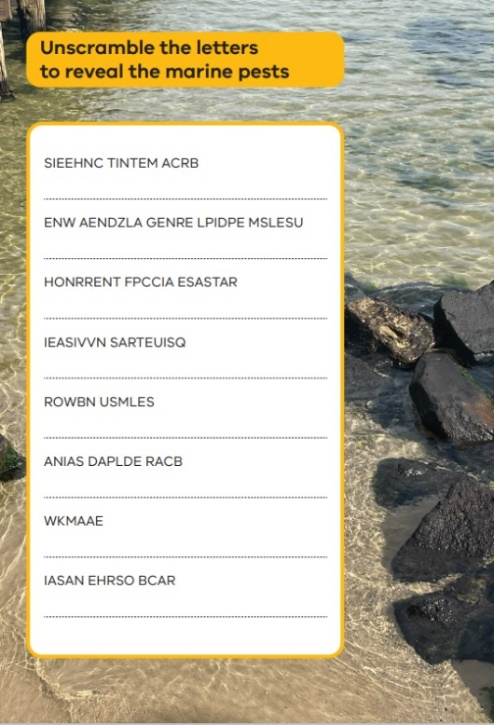 Unscramble the letters
to reveal the marine pests
SIEEHNC TINTEM ACRB
ENW AENDZLA GENRE LPIDPE MSLESU
HONRRENT FPCCIA ESASTAR
IEASIVVN SARTEUISQ
ROWBN USMLES
ANIAS DAPLDE RACB
WKMAAE
IASAN EHRSO BCAR